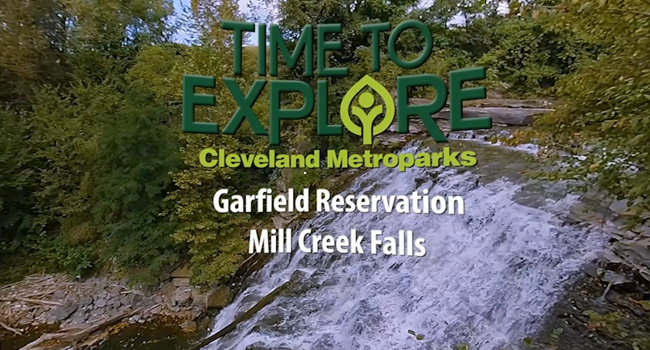 TIME TO
EXPLORE
Cleveland Metroparks
Garfield Reservation
Mill Creek Falls